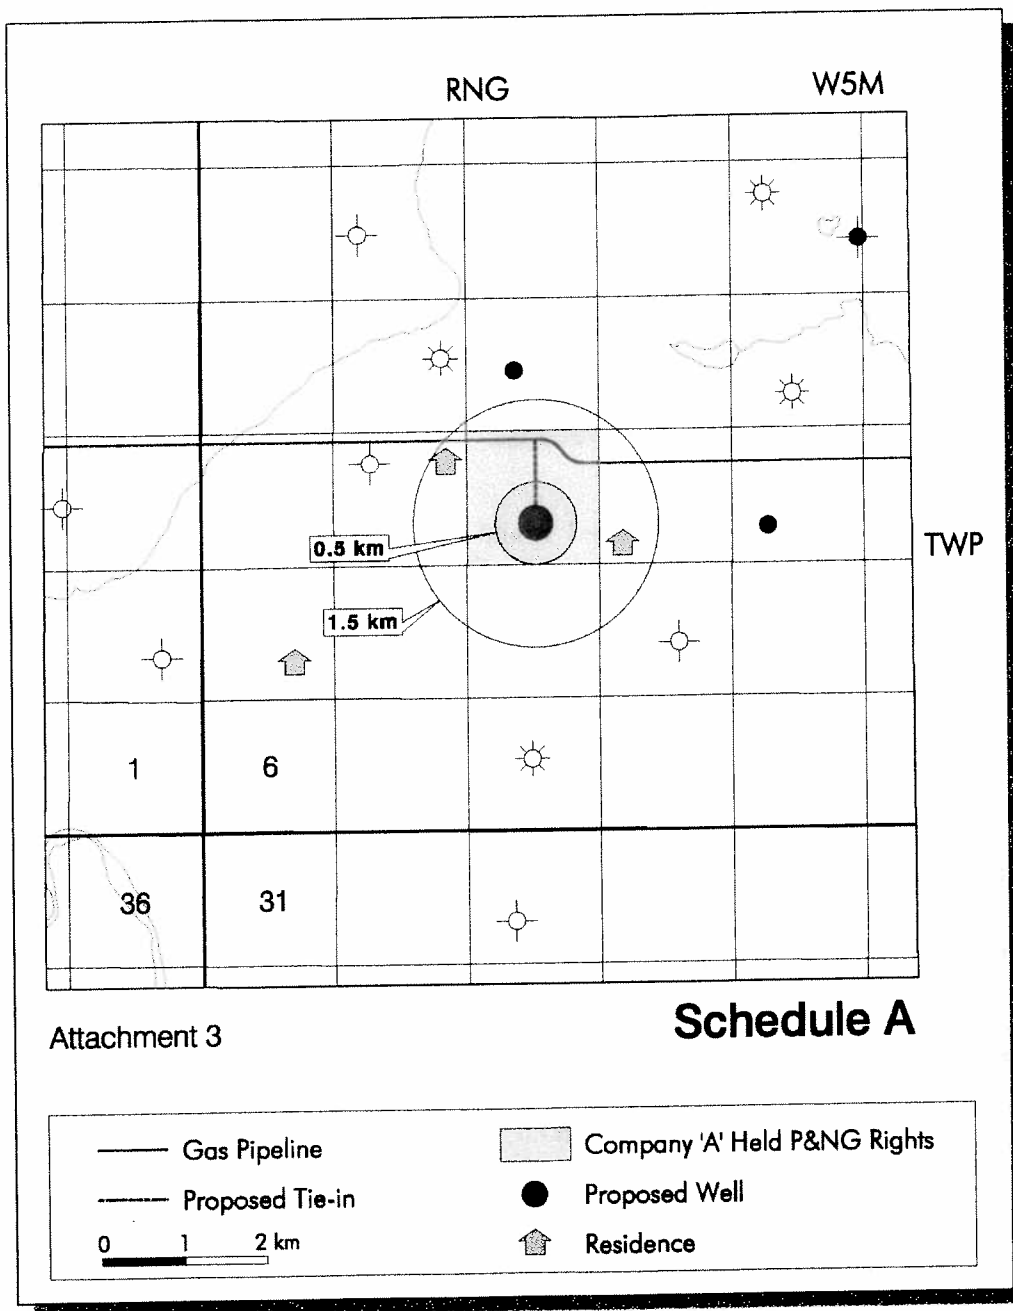 RNG
W5M
0.5 km
TWP
1.5 km
1
6
36
31
Attachment 3
Schedule A
Gas Pipeline
Company 'A' Held P&NG Rights
Proposed Tie-in
Proposed Well
0 1 2 km
Residence